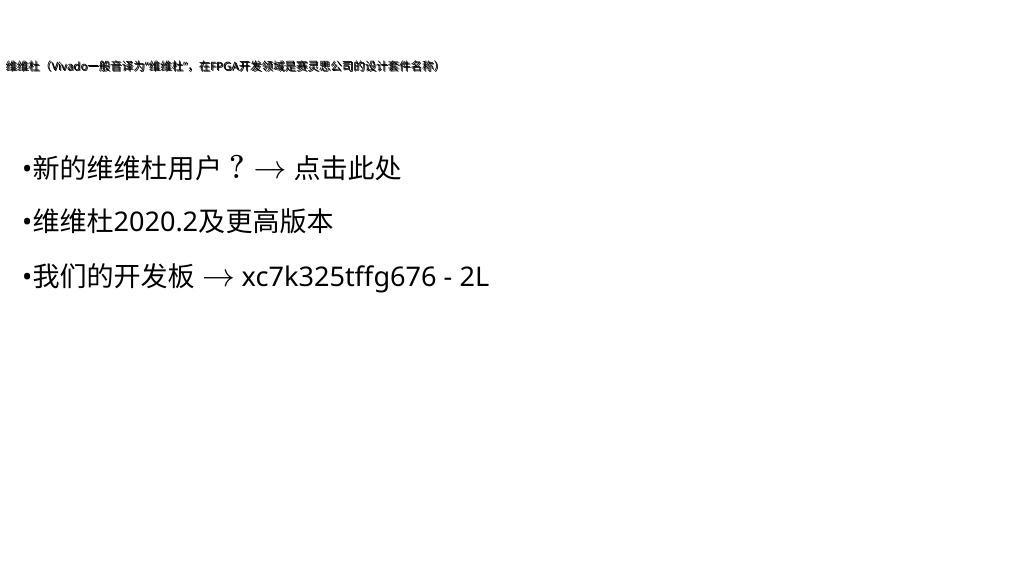 维维杜（Vivado一般音译为“维维杜”，在FPGA开发领域是赛灵思公司的设计套件名称）
•新的维维杜用户？→ 点击此处
•维维杜2020.2及更高版本
•我们的开发板 → xc7k325tffg676 - 2L